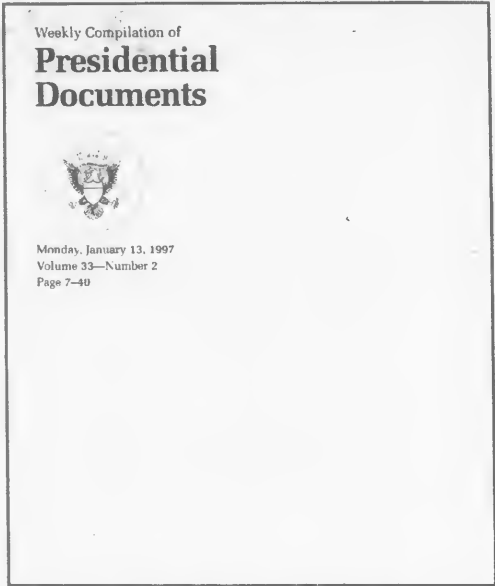 Weekly Compilation of
Presidential
Documents
Monday, January 13, 1997
Volume 33—Number 2
Page 7–40